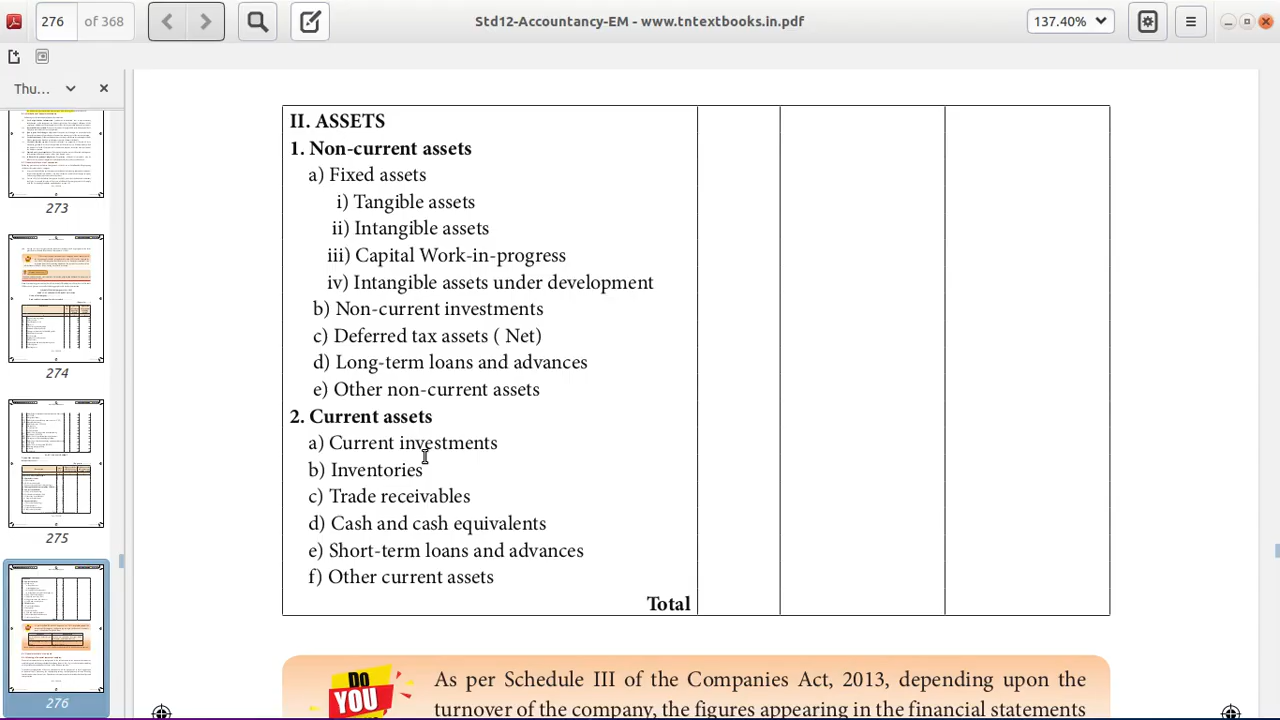 276 of 368
Std12-Accountancy-EM - www.tntextbooks.in.pdf
137.40%
Thu...
273
274
275
276
II. ASSETS
1. Non-current assets
a) Fixed assets
i) Tangible assets
ii) Intangible assets
iii) Capital Work-in-progress
iv) Intangible assets under development
b) Non-current investments
c) Deferred tax assets ( Net)
d) Long-term loans and advances
e) Other non-current assets
2. Current assets
a) Current investments
b) Inventories
c) Trade receivables
d) Cash and cash equivalents
e) Short-term loans and advances
f) Other current assets
Total
DO
YOU
As per Schedule III of the Companies Act, 2013, depending upon the
turnover of the company, the figures appearing in the financial statements